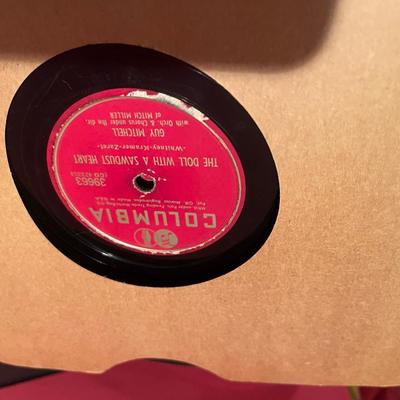 COLUMBIA
39663
THE DOLL WITH A SAWDUST HEART
-Whitney-Kramer-Zaret-
GUY MITCHELL
with Orch. & Chorus under the dir.
of MITCH MILLER